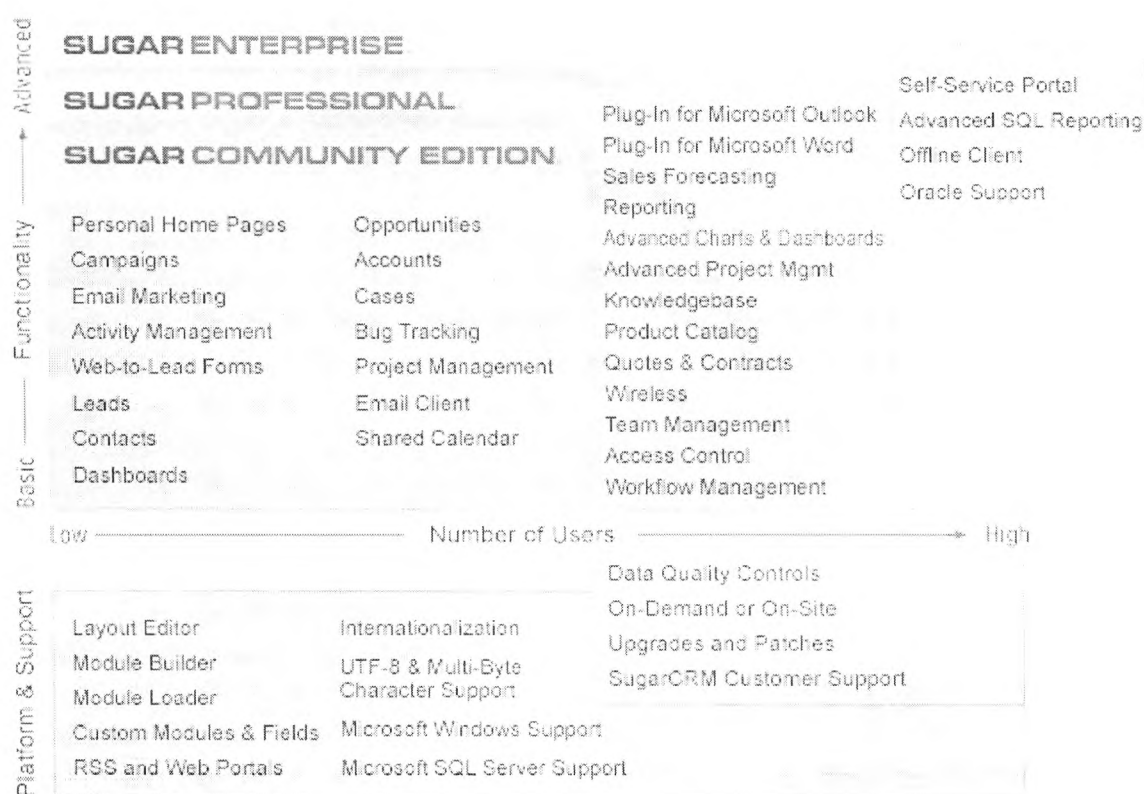 SUGAR ENTERPRISE
SUGAR PROFESSIONAL
SUGAR COMMUNITY EDITION
Personal Home Pages
Campaigns
Email Marketing
Activity Management
Web-to-Lead Forms
Leads
Contacts
Dashboards
Opportunities
Accounts
Cases
Bug Tracking
Project Management
Email Client
Shared Calendar
Plug-In for Microsoft Outlook
Plug-In for Microsoft Word
Sales Forecasting
Reporting
Advanced Charts & Dashboards
Advanced Project Mgmt
Knowledgebase
Product Catalog
Quotes & Contracts
Wireless
Team Management
Access Control
Workflow Management
Self-Service Portal
Advanced SQL Reporting
Offline Client
Oracle Support
Basic Functionality Advanced
Low Number of Users High
Platform & Support
Layout Editor
Module Builder
Module Loader
Custom Modules & Fields
RSS and Web Portals
Internationalization
UTF-8 & Multi-Byte
Character Support
Microsoft Windows Support
Microsoft SQL Server Support
Data Quality Controls
On-Demand or On-Site
Upgrades and Patches
SugarCRM Customer Support